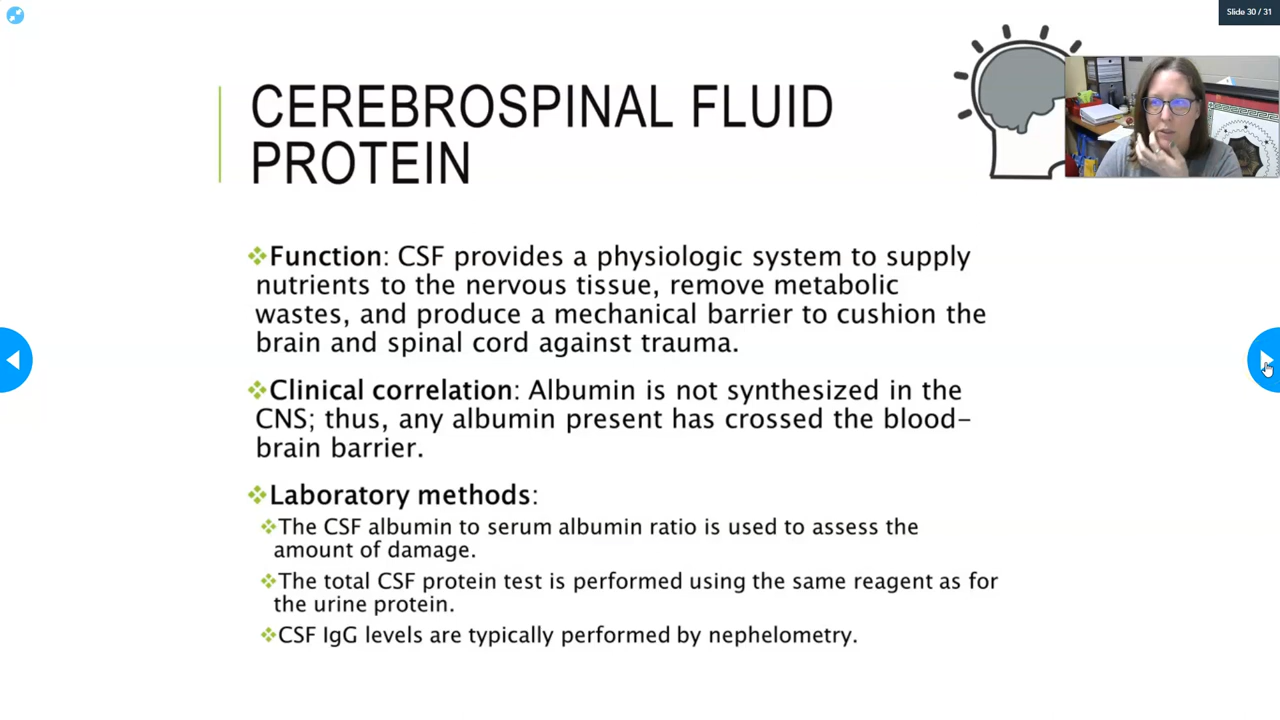 Slide 30 / 31
CEREBROSPINAL FLUID
PROTEIN
Function: CSF provides a physiologic system to supply
nutrients to the nervous tissue, remove metabolic
wastes, and produce a mechanical barrier to cushion the
brain and spinal cord against trauma.
Clinical correlation: Albumin is not synthesized in the
CNS; thus, any albumin present has crossed the blood-
brain barrier.
Laboratory methods:
The CSF albumin to serum albumin ratio is used to assess the
amount of damage.
The total CSF protein test is performed using the same reagent as for
the urine protein.
CSF IgG levels are typically performed by nephelometry.